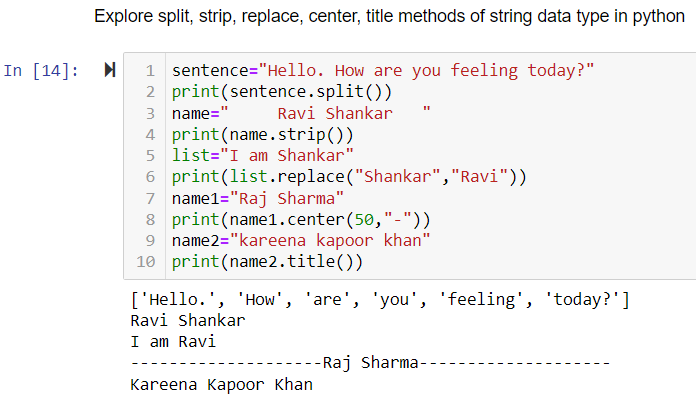 Explore split, strip, replace, center, title methods of string data type in python
In [14]:
1 sentence="Hello. How are you feeling today?"
2 print(sentence.split())
3 name="     Ravi Shankar   "
4 print(name.strip())
5 list="I am Shankar"
6 print(list.replace("Shankar","Ravi"))
7 name1="Raj Sharma"
8 print(name1.center(50,"-"))
9 name2="kareena kapoor khan"
10 print(name2.title())
['Hello.', 'How', 'are', 'you', 'feeling', 'today?']
Ravi Shankar
I am Ravi
--------------------Raj Sharma--------------------
Kareena Kapoor Khan